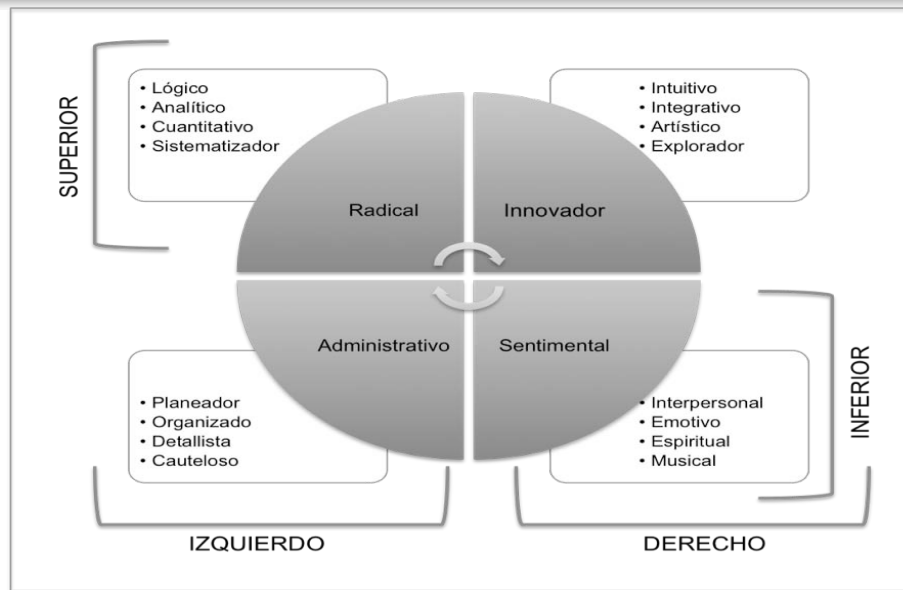 SUPERIOR
• Lógico
• Analítico
• Cuantitativo
• Sistematizador
• Intuitivo
• Integrativo
• Artístico
• Explorador
Radical
Innovador
Administrativo
Sentimental
• Planeador
• Organizado
• Detallista
• Cauteloso
• Interpersonal
• Emotivo
• Espiritual
• Musical
INFERIOR
IZQUIERDO
DERECHO